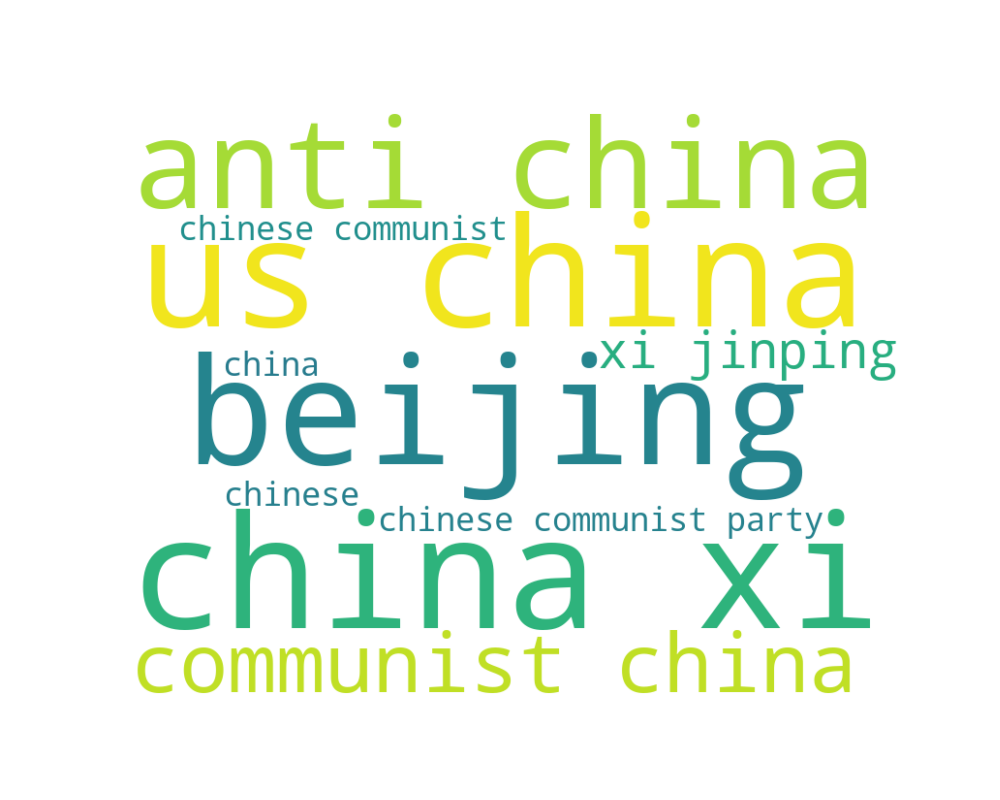 anti china
chinese communist
us china
xi jinping
china
beijing
chinese
chinese communist party
china xi
communist china